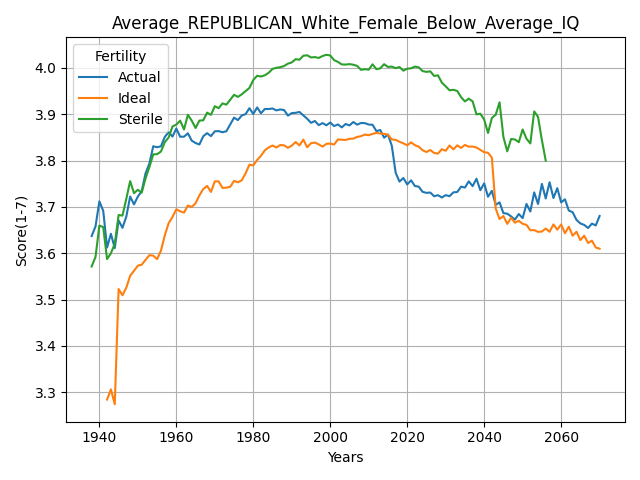 Average_REPUBLICAN_White_Female_Below_Average_IQ
Fertility
Actual
Ideal
Sterile
Score(1-7)
4.0
3.9
3.8
3.7
3.6
3.5
3.4
3.3
1940 1960 1980 2000 2020 2040 2060
Years